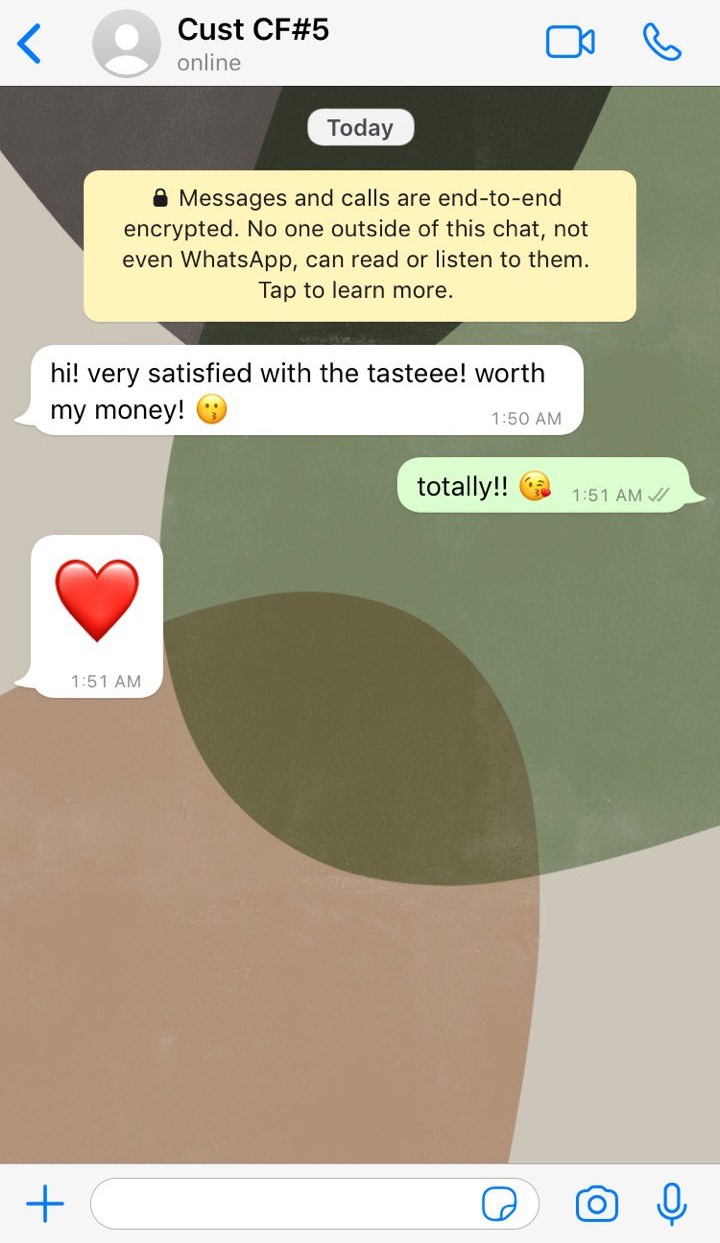 Cust CF#5
online
Today
🔒 Messages and calls are end-to-end
encrypted. No one outside of this chat, not
even WhatsApp, can read or listen to them.
Tap to learn more.
hi! very satisfied with the tasteee! worth
my money! 😗
1:50 AM
totally!! 😘 1:51 AM
❤️
1:51 AM